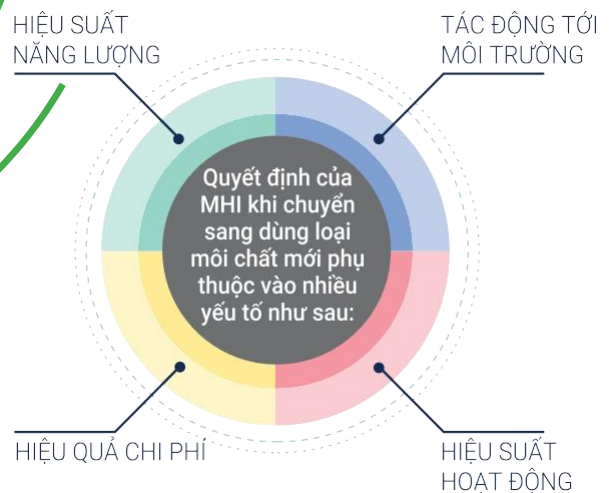 HIỆU SUẤT
NĂNG LƯỢNG
TÁC ĐỘNG TỚI
MÔI TRƯỜNG
Quyết định của
MHI khi chuyển
sang dùng loại
môi chất mới phụ
thuộc vào nhiều
yếu tố như sau:
HIỆU QUẢ CHI PHÍ
HIỆU SUẤT
HOẠT ĐỘNG